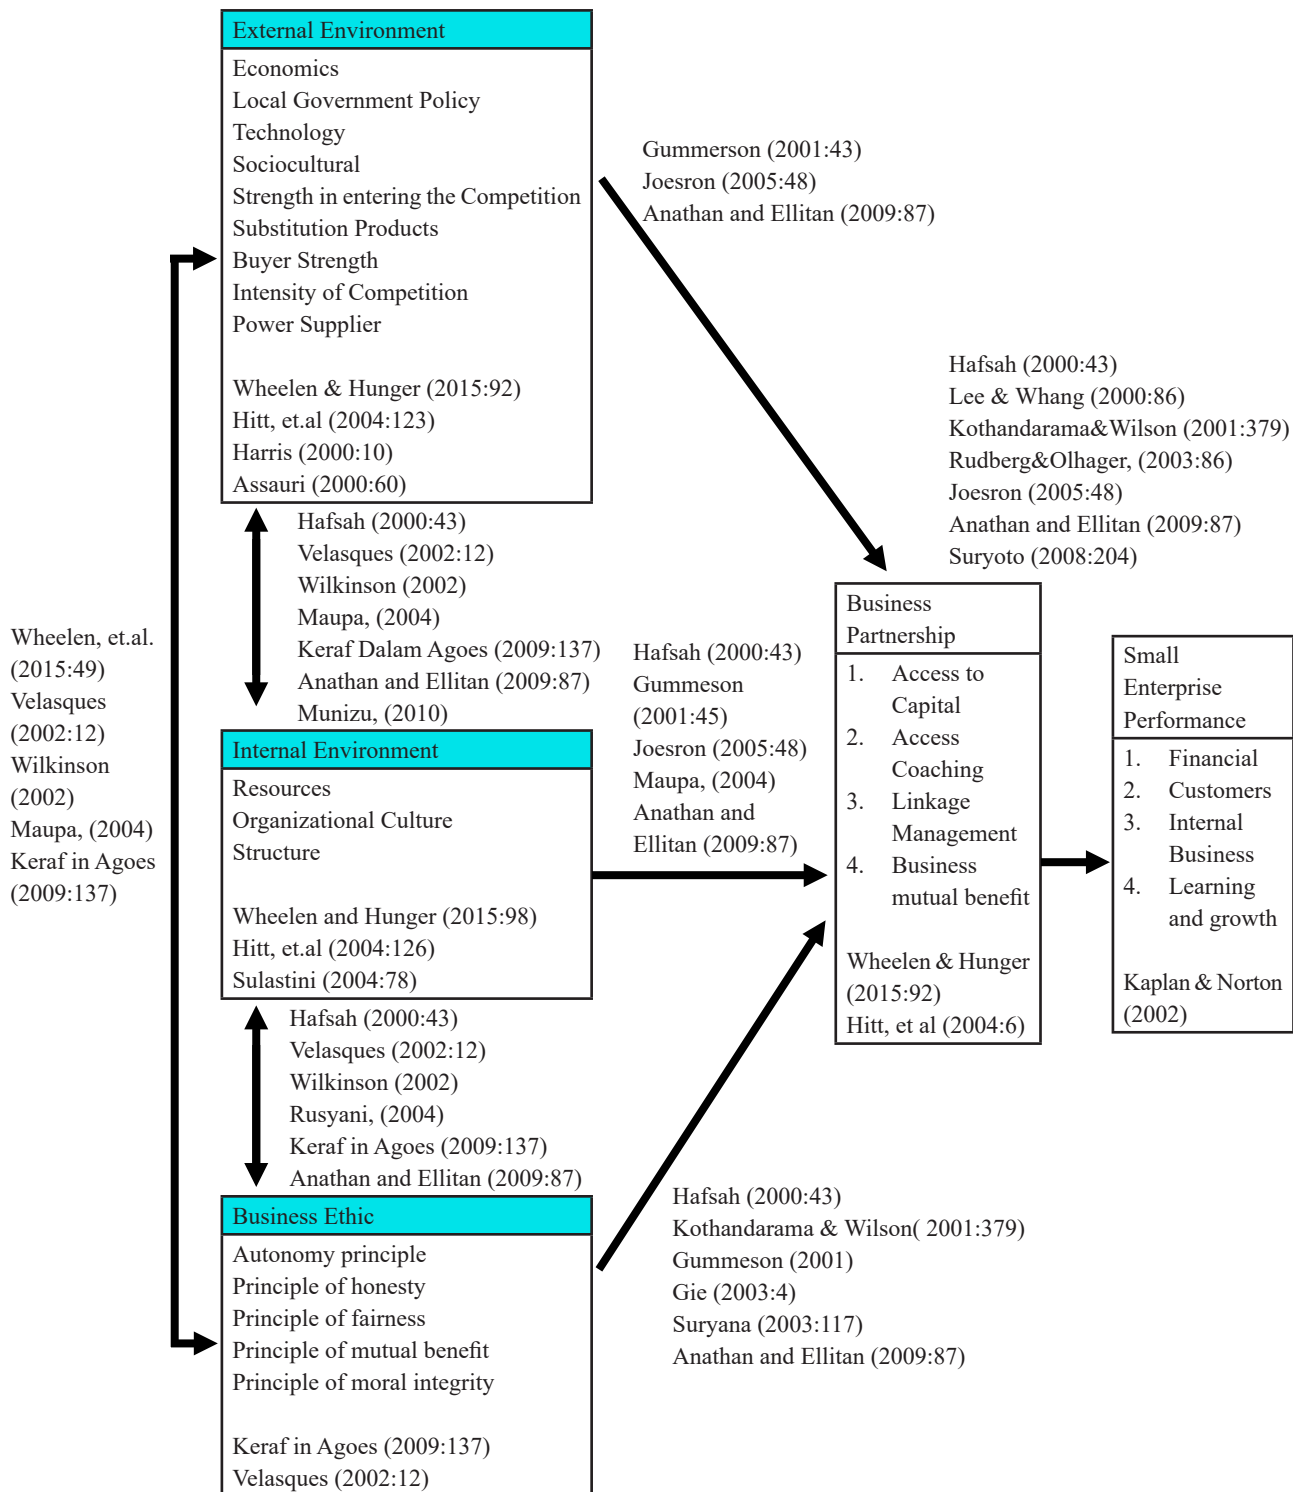 External Environment
Economics
Local Government Policy
Technology
Sociocultural
Strength in entering the Competition
Substitution Products
Buyer Strength
Intensity of Competition
Power Supplier
Wheelen & Hunger (2015:92)
Hitt, et.al (2004:123)
Harris (2000:10)
Assauri (2000:60)
Gummerson (2001:43)
Joesron (2005:48)
Anathan and Ellitan (2009:87)
Hafsah (2000:43)
Lee & Whang (2000:86)
Kothandarama&Wilson (2001:379)
Rudberg&Olhager, (2003:86)
Joesron (2005:48)
Anathan and Ellitan (2009:87)
Suryoto (2008:204)
Hafsah (2000:43)
Velasques (2002:12)
Wilkinson (2002)
Maupa, (2004)
Keraf Dalam Agoes (2009:137)
Anathan and Ellitan (2009:87)
Munizu, (2010)
Wheelen, et.al.
(2015:49)
Velasques
(2002:12)
Wilkinson
(2002)
Maupa, (2004)
Keraf in Agoes
(2009:137)
Internal Environment
Resources
Organizational Culture
Structure
Wheelen and Hunger (2015:98)
Hitt, et.al (2004:126)
Sulastini (2004:78)
Hafsah (2000:43)
Gummeson
(2001:45)
Joesron (2005:48)
Maupa, (2004)
Anathan and
Ellitan (2009:87)
Business
Partnership
1. Access to
Capital
2. Access
Coaching
3. Linkage
Management
4. Business
mutual benefit
Wheelen & Hunger
(2015:92)
Hitt, et al (2004:6)
Small
Enterprise
Performance
1. Financial
2. Customers
3. Internal
Business
4. Learning
and growth
Kaplan & Norton
(2002)
Hafsah (2000:43)
Velasques (2002:12)
Wilkinson (2002)
Rusyani, (2004)
Keraf in Agoes (2009:137)
Anathan and Ellitan (2009:87)
Business Ethic
Autonomy principle
Principle of honesty
Principle of fairness
Principle of mutual benefit
Principle of moral integrity
Keraf in Agoes (2009:137)
Velasques (2002:12)
Hafsah (2000:43)
Kothandarama & Wilson( 2001:379)
Gummeson (2001)
Gie (2003:4)
Suryana (2003:117)
Anathan and Ellitan (2009:87)